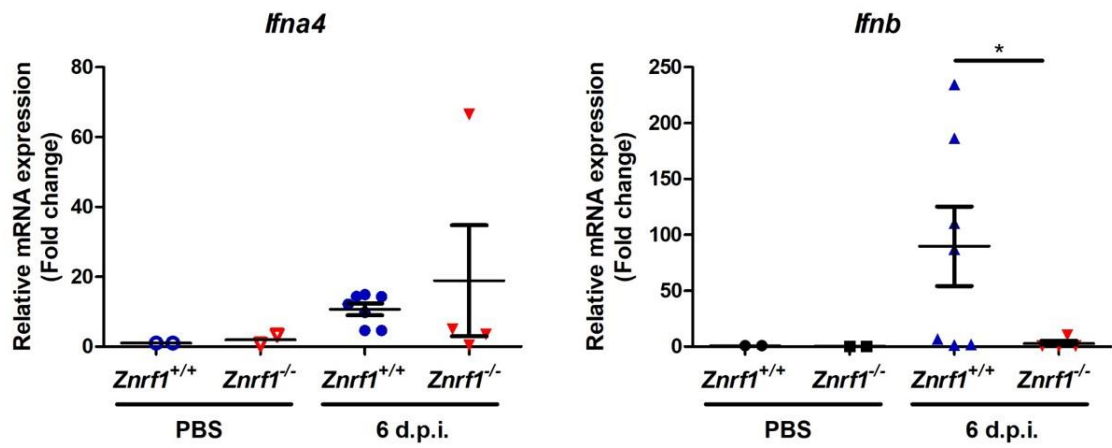 Ifna4
Relative mRNA expression
(Fold change)
80
60
40
20
0
Znrf1+/+ Znrf1-/- Znrf1+/+ Znrf1-/-
PBS 6 d.p.i.
Ifnb
Relative mRNA expression
(Fold change)
250
200
150
100
50
0
*
Znrf1+/+ Znrf1-/- Znrf1+/+ Znrf1-/-
PBS 6 d.p.i.